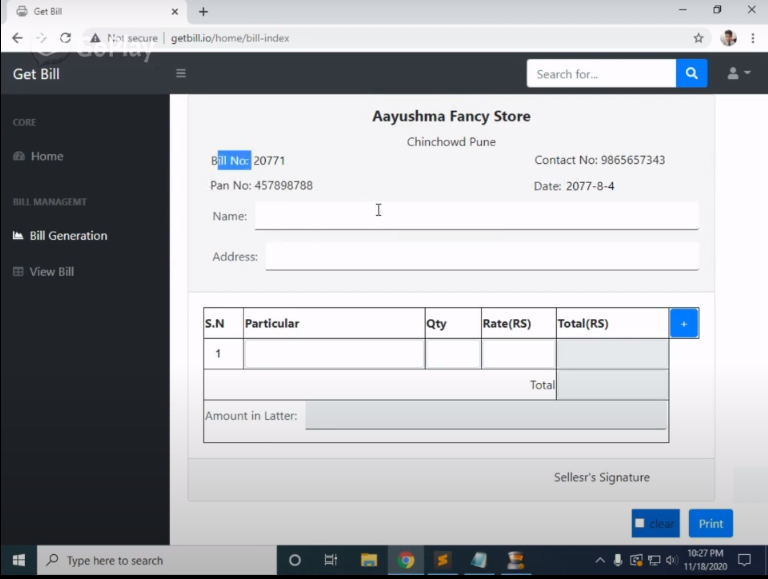 Get Bill
GoPlay
Not secure | getbill.io/home/bill-index
Get Bill
Search for...
CORE
Home
BILL MANAGEMT
Bill Generation
View Bill
Aayushma Fancy Store
Chinchowd Pune
Bill No: 20771 Contact No: 9865657343
Pan No: 457898788 Date: 2077-8-4
Name:
Address:
S.N Particular Qty Rate(RS) Total(RS) +
1
Total
Amount in Latter:
Sellesr's Signature
clear Print
Type here to search
10:27 PM
11/18/2020